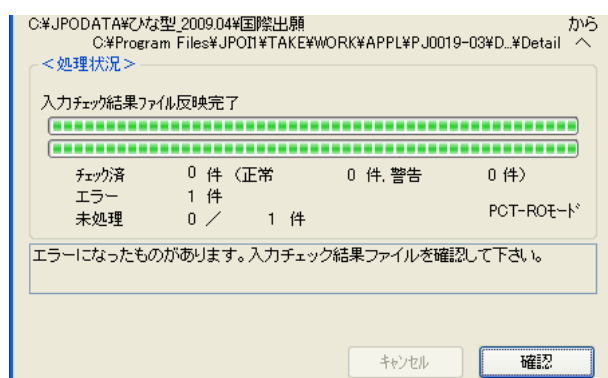 C:¥JPODATA¥ひな型_2009.04¥国際出願 から
C:¥Program Files¥JPOI1¥TAKE¥WORK¥APPL¥PJ0019-03¥D...¥Detail へ
<処理状況>
入力ﾁｪｯｸ結果ﾌｧｲﾙ反映完了
ﾁｪｯｸ済 0 件 (正常 0 件, 警告 0 件)
エラー 1 件
未処理 0 / 1 件 PCT-ROﾓｰﾄﾞ
エラーになったものがあります。入力チェック結果ファイルを確認して下さい。
ｷｬﾝｾﾙ 確認